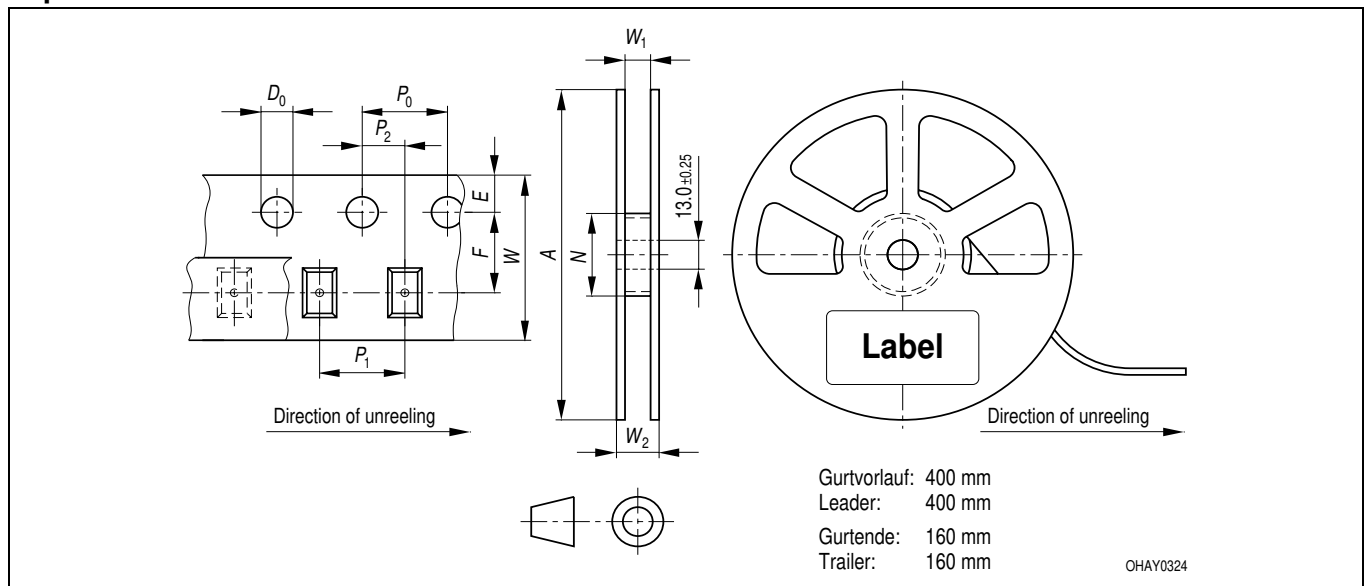 W₁
D₀
P₀
P₂
E
F
W
A
N
13.0 ±0.25
P₁
W₂
Label
Direction of unreeling
Direction of unreeling
Gurtvorlauf: 400 mm
Leader: 400 mm
Gurtende: 160 mm
Trailer: 160 mm
OHAY0324